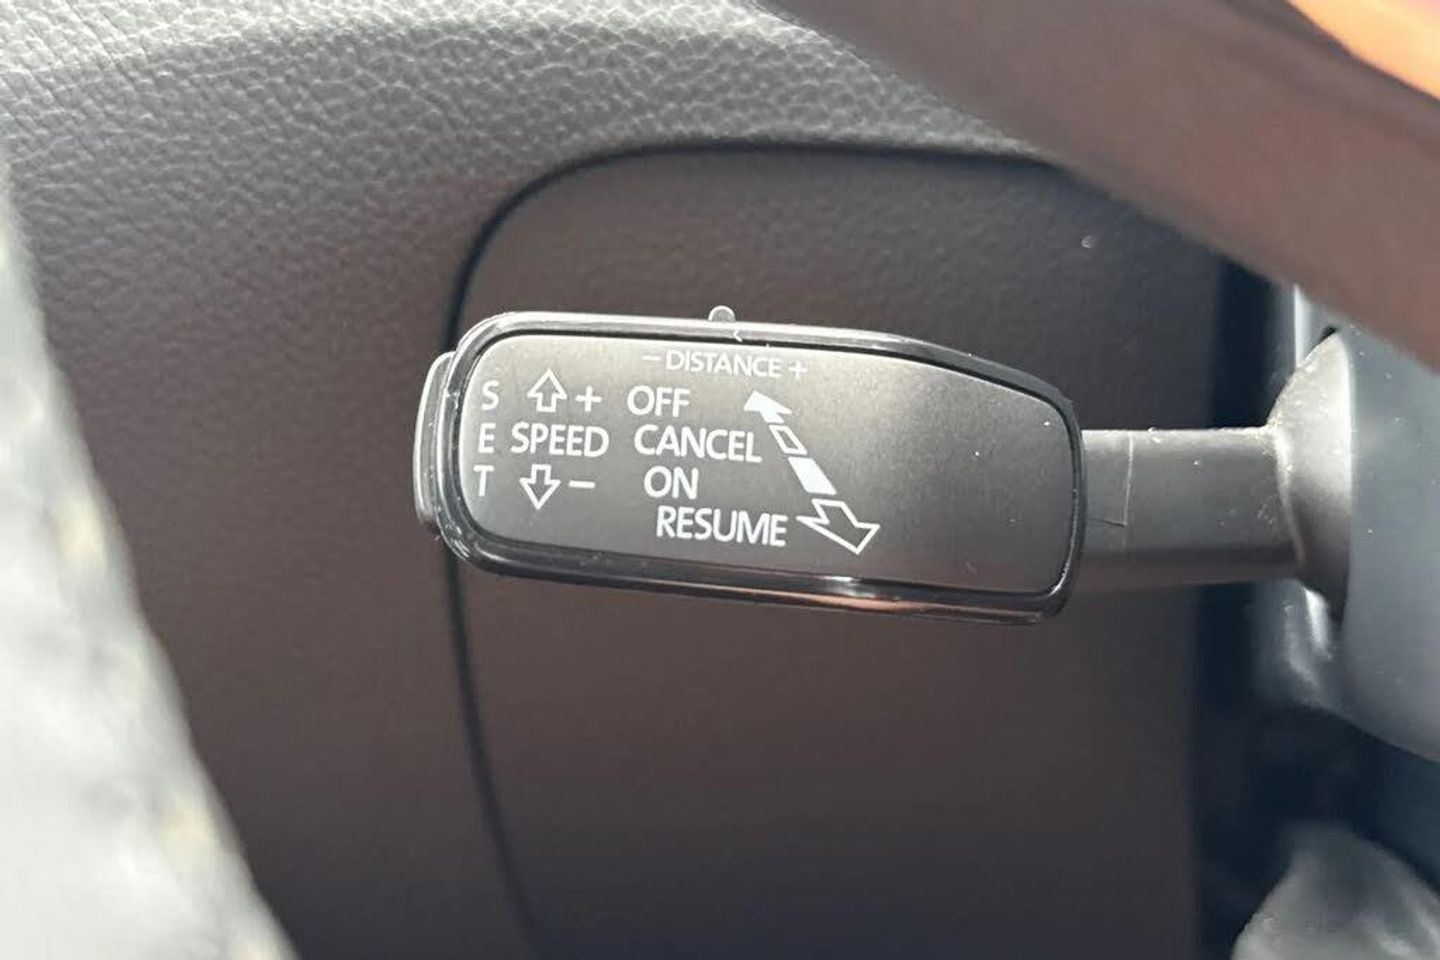 - DISTANCE +
S + OFF
E SPEED CANCEL
T - ON
RESUME